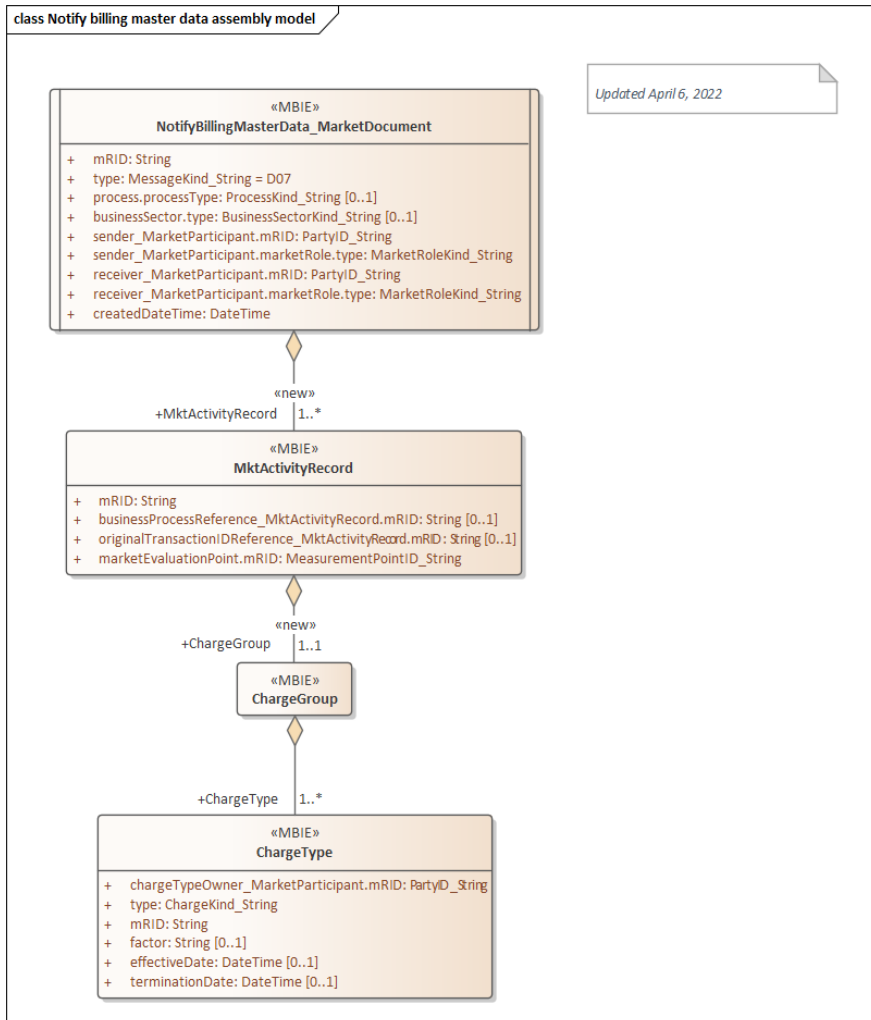 class Notify billing master data assembly model
Updated April 6, 2022
«MBIE»
NotifyBillingMasterData_MarketDocument
+ mRID: String
+ type: MessageKind_String = D07
+ process.processType: ProcessKind_String [0..1]
+ businessSector.type: BusinessSectorKind_String [0..1]
+ sender_MarketParticipant.mRID: PartyID_String
+ sender_MarketParticipant.marketRole.type: MarketRoleKind_String
+ receiver_MarketParticipant.mRID: PartyID_String
+ receiver_MarketParticipant.marketRole.type: MarketRoleKind_String
+ createdDateTime: DateTime
«new»
+MktActivityRecord 1..*
«MBIE»
MktActivityRecord
+ mRID: String
+ businessProcessReference_MktActivityRecord.mRID: String [0..1]
+ originalTransactionIDReference_MktActivityRecord.mRID: String [0..1]
+ marketEvaluationPoint.mRID: MeasurementPointID_String
«new»
+ChargeGroup 1..1
«MBIE»
ChargeGroup
+ChargeType 1..*
«MBIE»
ChargeType
+ chargeTypeOwner_MarketParticipant.mRID: PartyID_String
+ type: ChargeKind_String
+ mRID: String
+ factor: String [0..1]
+ effectiveDate: DateTime [0..1]
+ terminationDate: DateTime [0..1]